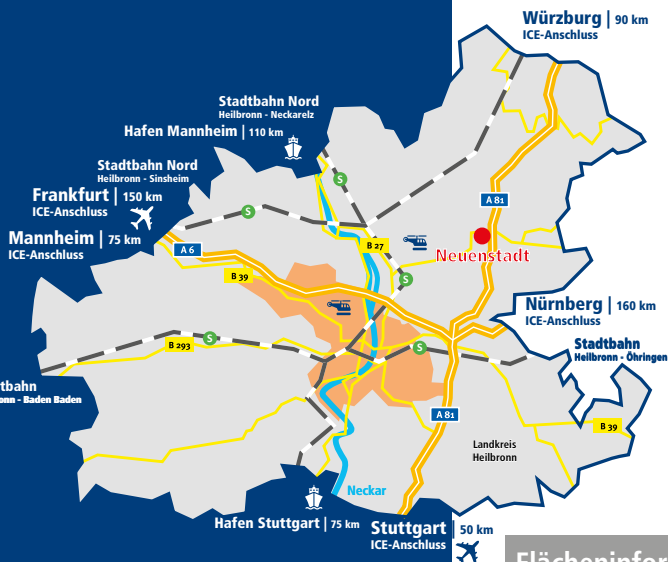 Würzburg | 90 km
ICE-Anschluss
Stadtbahn Nord
Heilbronn - Neckarelz
Hafen Mannheim | 110 km
Stadtbahn Nord
Heilbronn - Sinsheim
Frankfurt | 150 km
ICE-Anschluss
Mannheim | 75 km
ICE-Anschluss
S
S
A 81
A 6
B 27
Neuenstadt
B 39
S
Nürnberg | 160 km
ICE-Anschluss
Stadtbahn
Heilbronn - Öhringen
B 293
S
S
tbahn
onn - Baden Baden
A 81
B 39
Landkreis
Heilbronn
Neckar
Hafen Stuttgart | 75 km
Stuttgart | 50 km
ICE-Anschluss
Flächeninfor